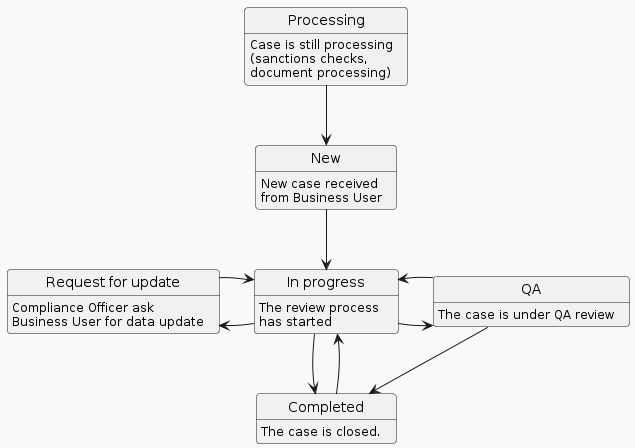 Processing
Case is still processing
(sanctions checks,
document processing)
New
New case received
from Business User
Request for update
Compliance Officer ask
Business User for data update
In progress
The review process
has started
QA
The case is under QA review
Completed
The case is closed.